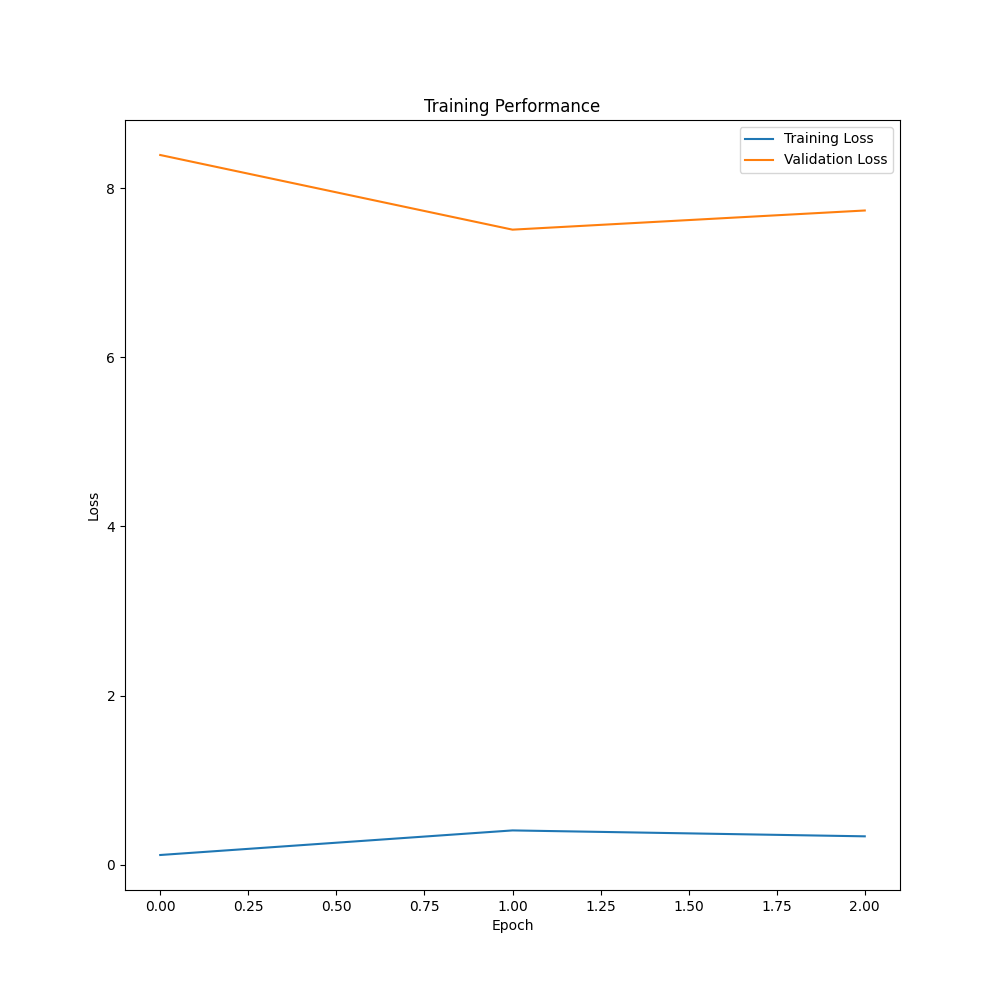 Training Performance
Training Loss
Validation Loss
8
6
4
2
0
Loss
0.00 0.25 0.50 0.75 1.00 1.25 1.50 1.75 2.00
Epoch